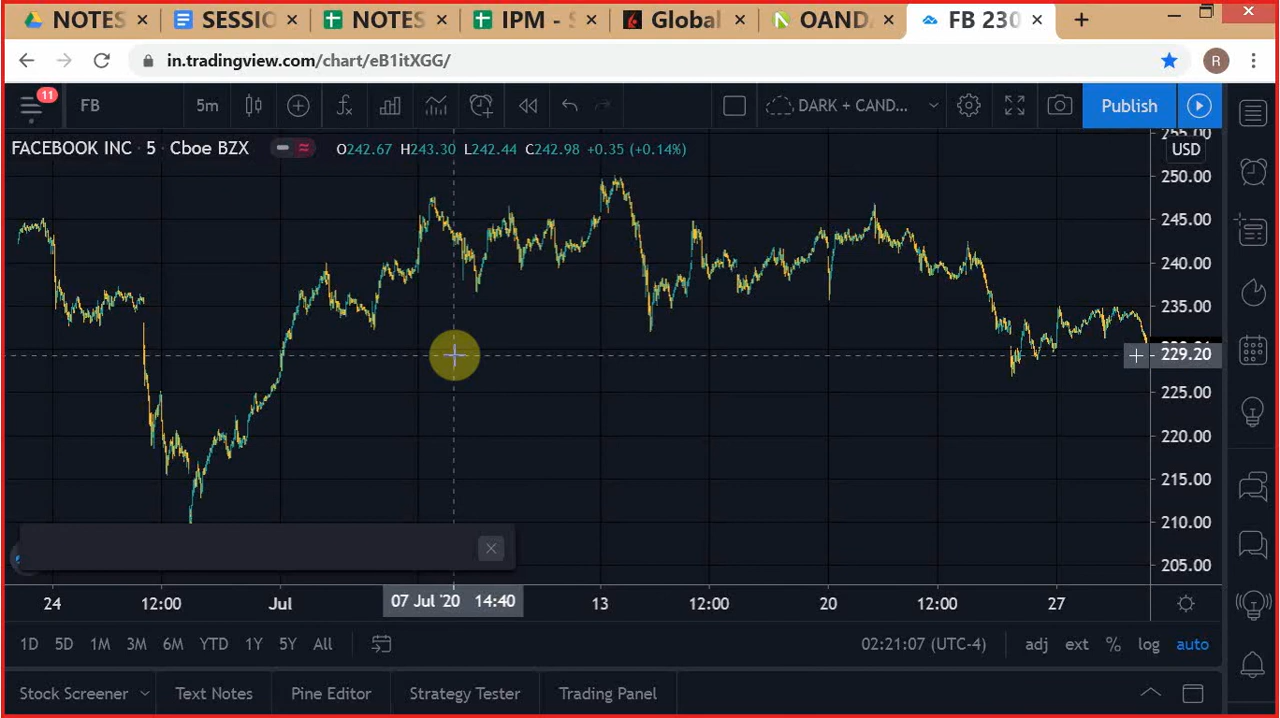 NOTES × SESSIO × NOTES × IPM - S × Global × OANDA × FB 230 × +
in.tradingview.com/chart/eB1itXGG/ R
11 FB 5m DARK + CAND... Publish
FACEBOOK INC · 5 · Cboe BZX O242.67 H243.30 L242.44 C242.98 +0.35 (+0.14%)
255.00
USD
250.00
245.00
240.00
235.00
229.20
225.00
220.00
215.00
210.00
205.00
24 12:00 Jul 07 Jul '20 14:40 13 12:00 20 12:00 27
1D 5D 1M 3M 6M YTD 1Y 5Y All 02:21:07 (UTC-4) adj ext % log auto
Stock Screener Text Notes Pine Editor Strategy Tester Trading Panel